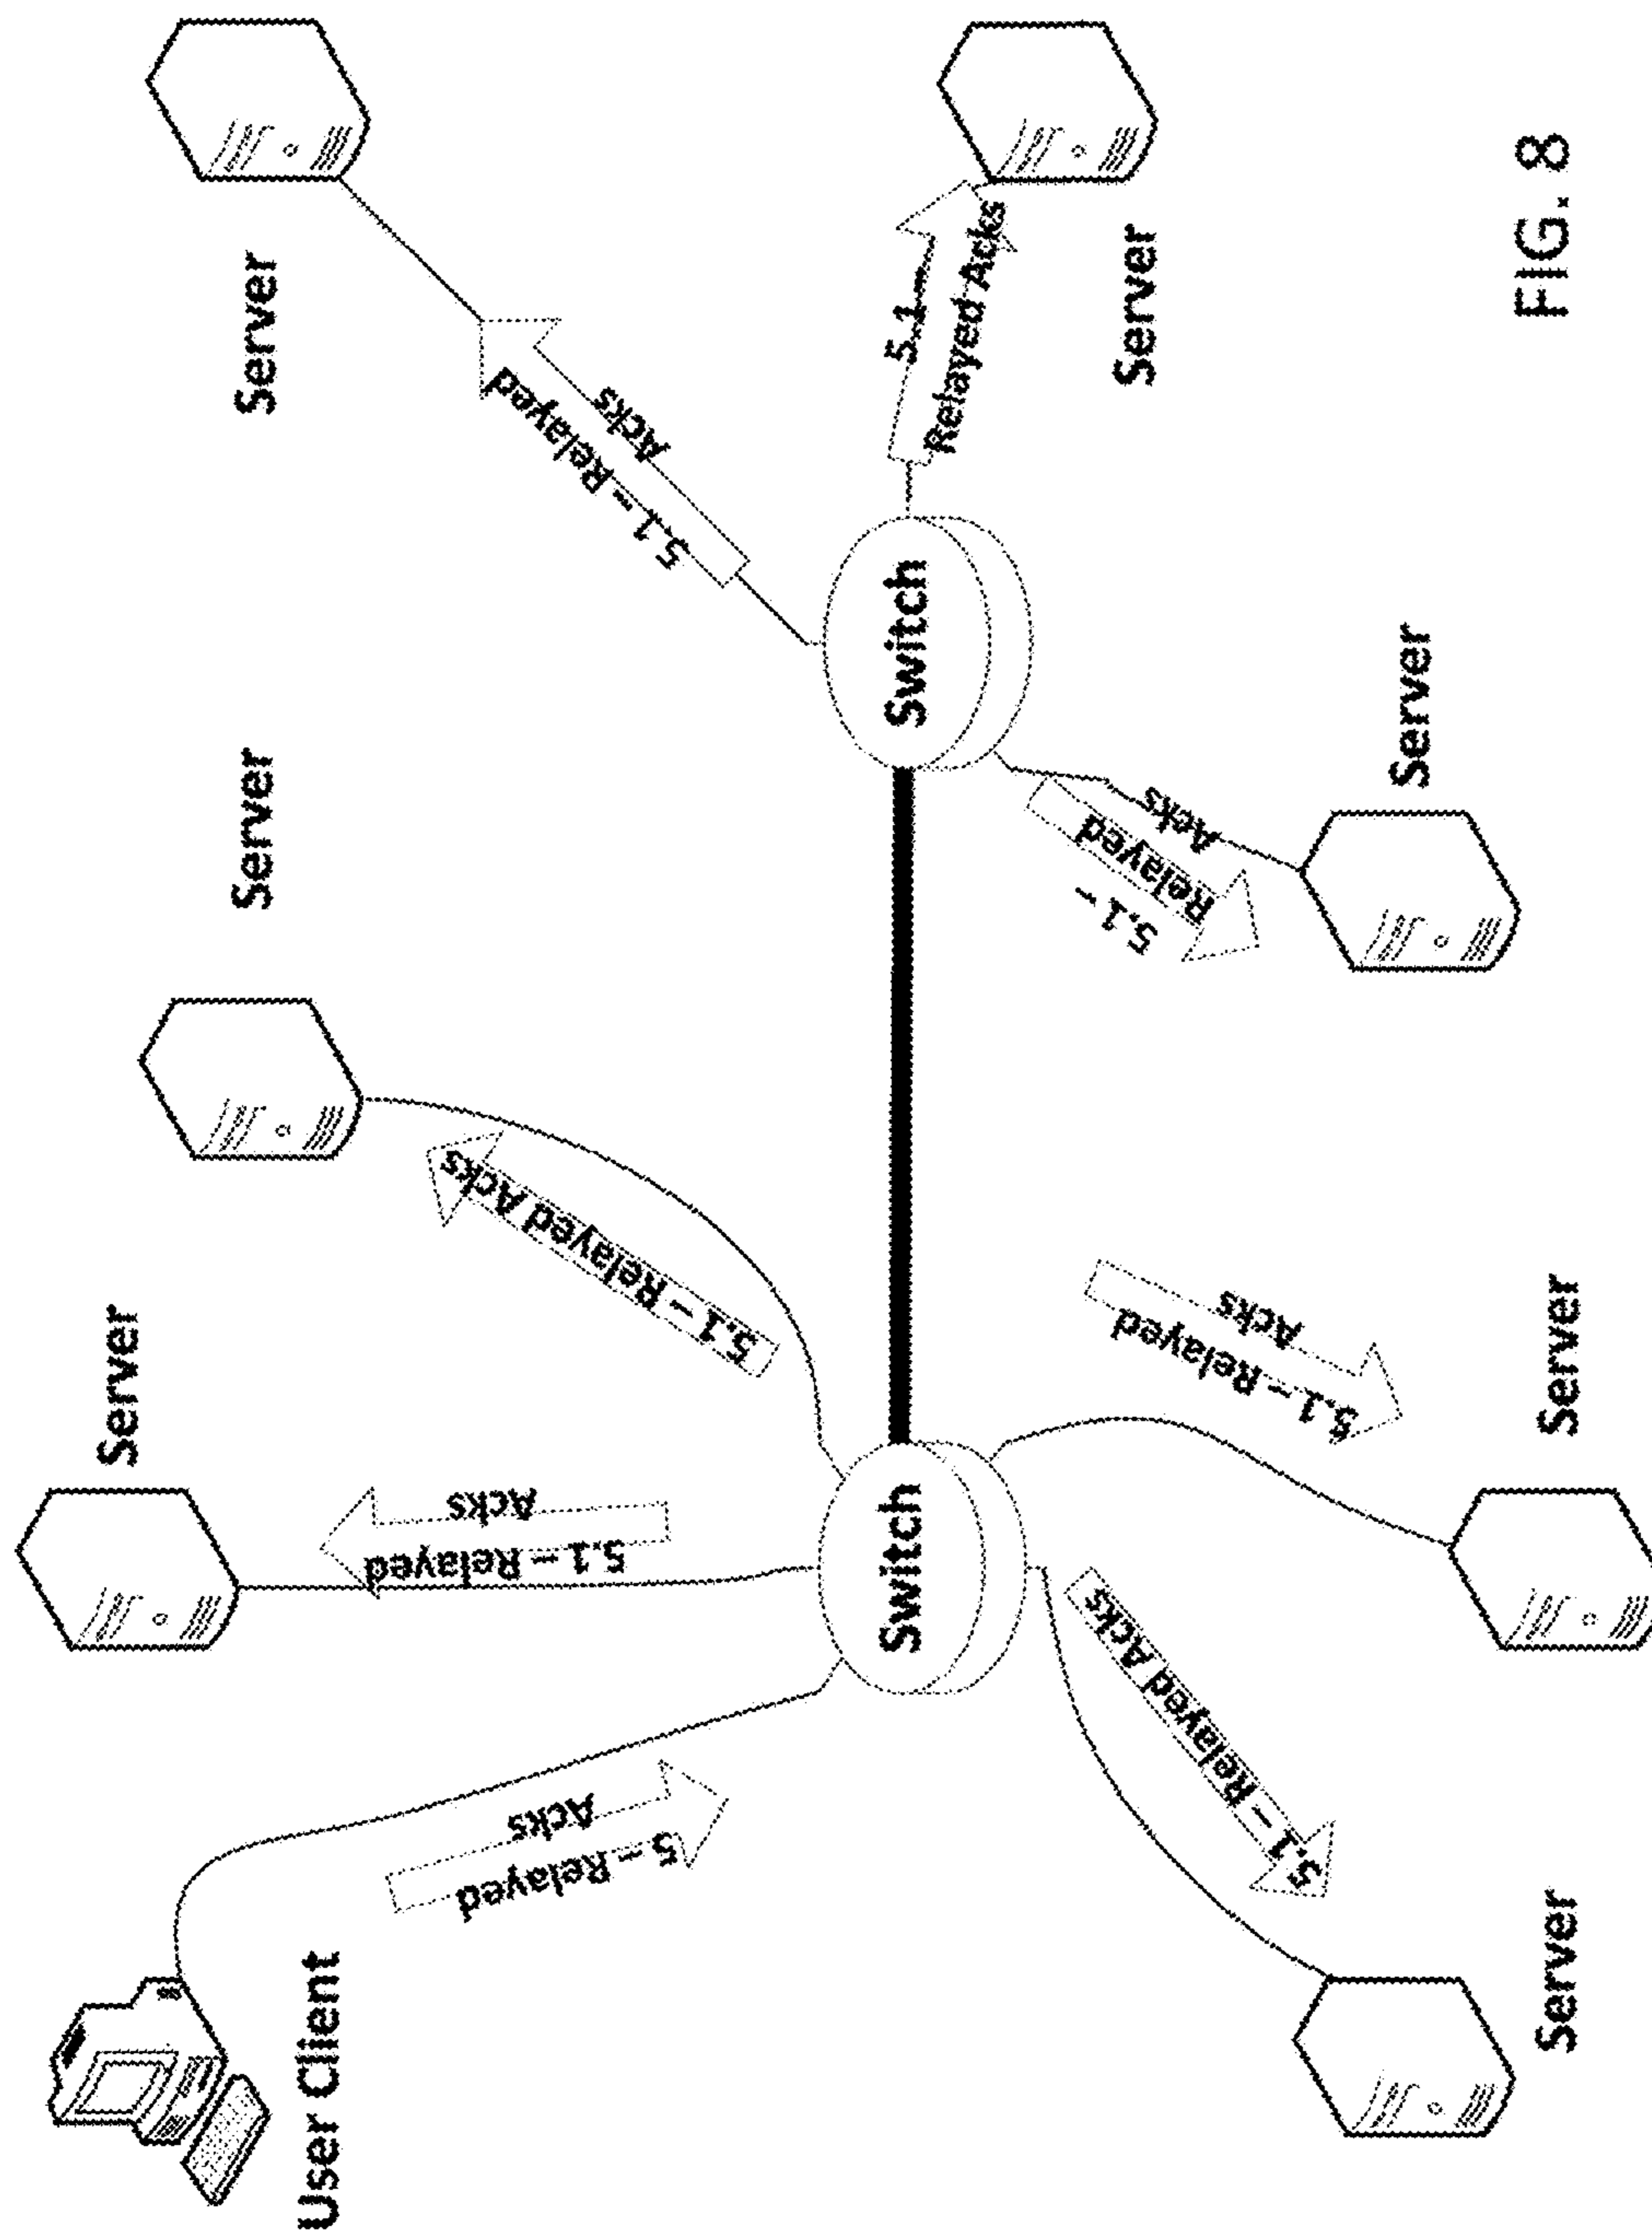 User Client
5 – Relayed
Acks
Server
5.1 – Relayed
Acks
Server
5.1 – Relayed Acks
Server
5.1 – Relayed
Acks
Switch
Switch
5.1 –
Relayed Acks
Server
Server
5.1 – Relayed Acks
Server
5.1 – Relayed
Acks
Server
5.1 –
Relayed
Acks
FIG. 8